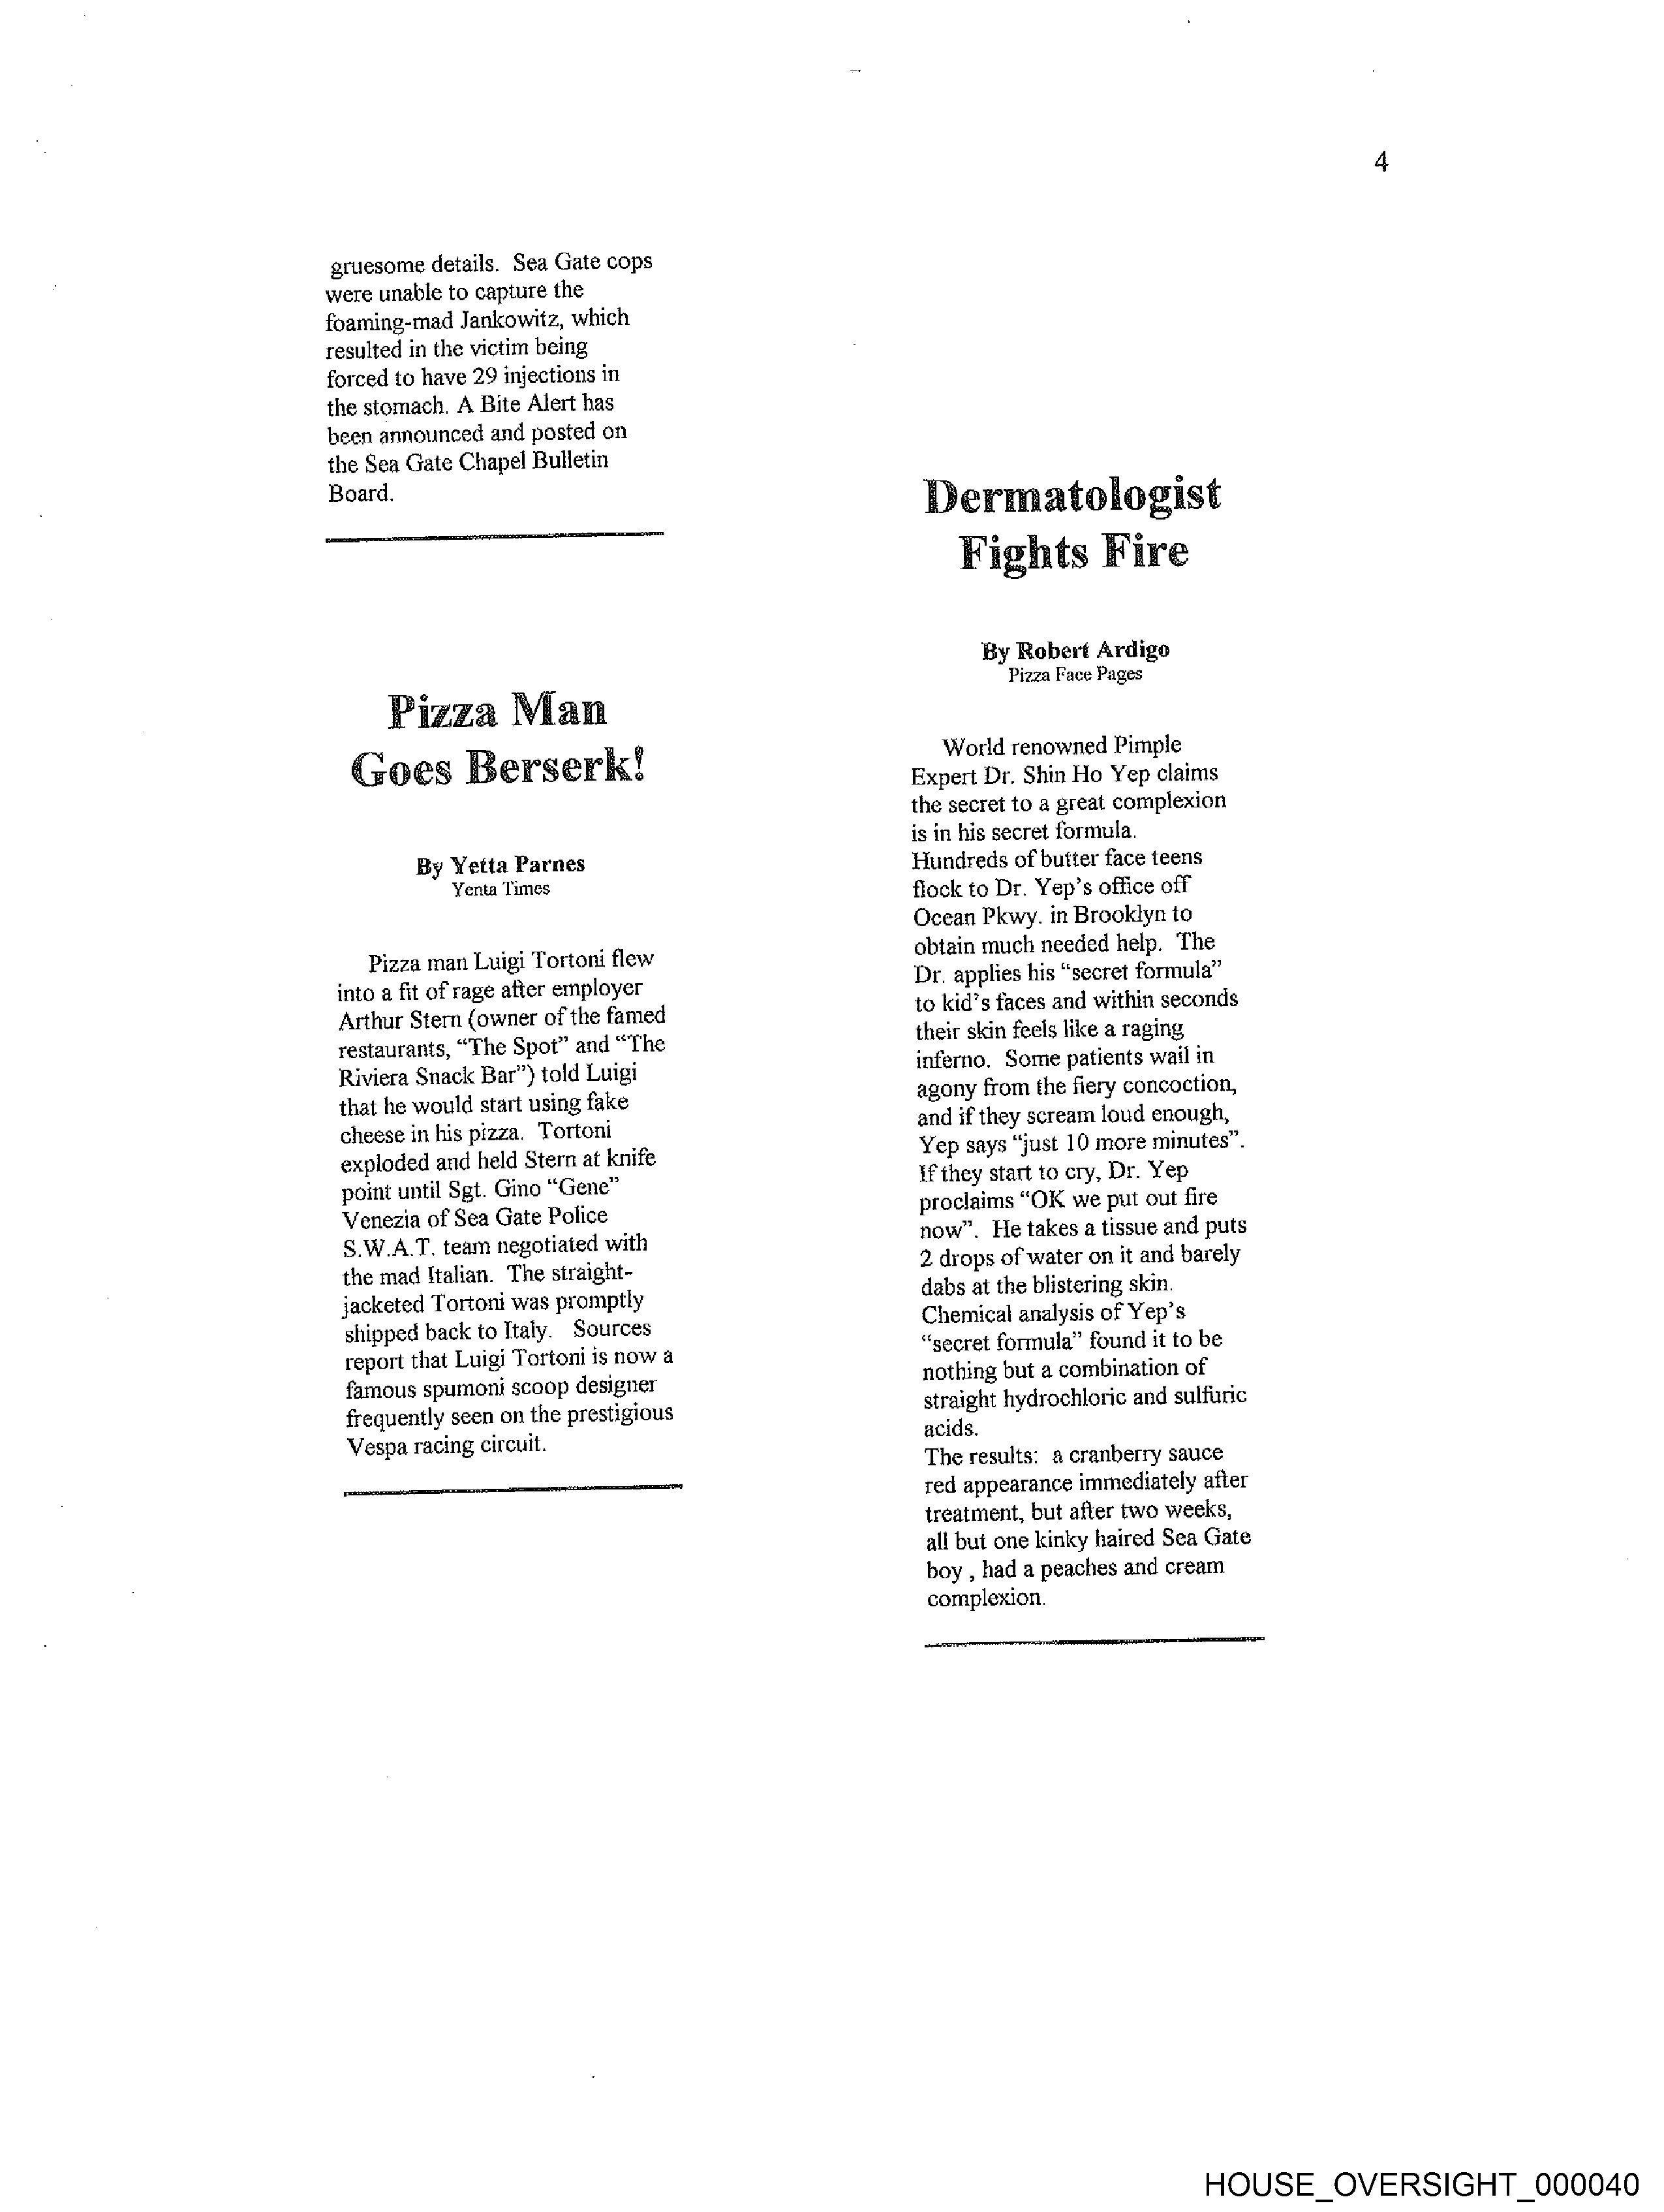 4
gruesome details. Sea Gate cops
were unable to capture the
foaming-mad Jankowitz, which
resulted in the victim being
forced to have 29 injections in
the stomach. A Bite Alert has
been announced and posted on
the Sea Gate Chapel Bulletin
Board.
Pizza Man
Goes Berserk!
By Yetta Parnes
Yenta Times
Pizza man Luigi Tortoni flew
into a fit of rage after employer
Arthur Stern (owner of the famed
restaurants, “The Spot” and “The
Riviera Snack Bar”) told Luigi
that he would start using fake
cheese in his pizza. Tortoni
exploded and held Stern at knife
point until Sgt. Gino “Gene”
Venezia of Sea Gate Police
S.W.A.T. team negotiated with
the mad Italian. The straight-
jacketed Tortoni was promptly
shipped back to Italy. Sources
report that Luigi Tortoni is now a
famous spumoni scoop designer
frequently seen on the prestigious
Vespa racing circuit.
Dermatologist
Fights Fire
By Robert Ardigo
Pizza Face Pages
World renowned Pimple
Expert Dr. Shin Ho Yep claims
the secret to a great complexion
is in his secret formula.
Hundreds of butter face teens
flock to Dr. Yep’s office off
Ocean Pkwy. in Brooklyn to
obtain much needed help. The
Dr. applies his “secret formula”
to kid’s faces and within seconds
their skin feels like a raging
inferno. Some patients wail in
agony from the fiery concoction,
and if they scream loud enough,
Yep says “just 10 more minutes”.
If they start to cry, Dr. Yep
proclaims “OK we put out fire
now”. He takes a tissue and puts
2 drops of water on it and barely
dabs at the blistering skin.
Chemical analysis of Yep’s
“secret formula” found it to be
nothing but a combination of
straight hydrochloric and sulfuric
acids.
The results: a cranberry sauce
red appearance immediately after
treatment, but after two weeks,
all but one kinky haired Sea Gate
boy , had a peaches and cream
complexion.
HOUSE_OVERSIGHT_000040